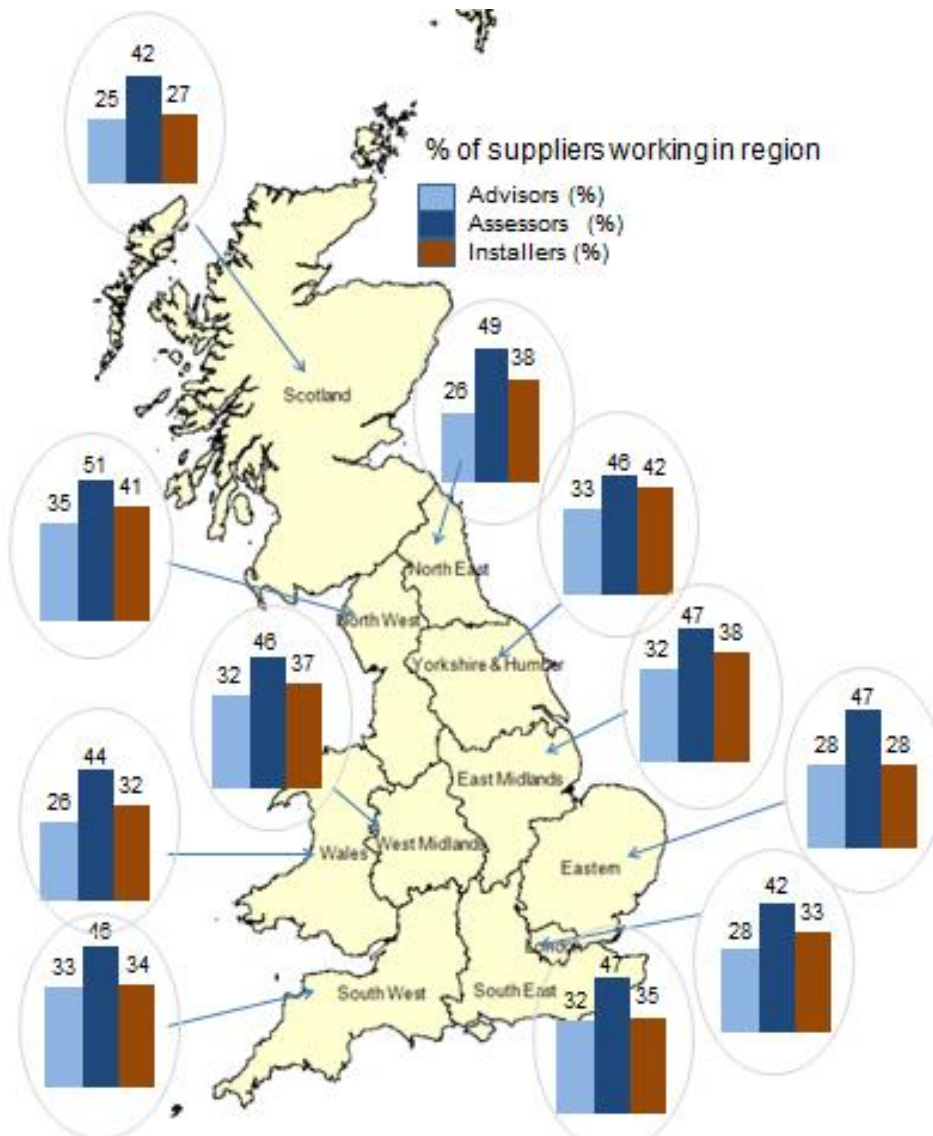 42
25
27
% of suppliers working in region
Advisors (%)
Assessors (%)
Installers (%)
49
38
26
Scotland
51
35
41
46
42
33
North East
North West
47
38
32
Yorkshire & Humber
46
37
32
47
28
28
East Midlands
44
32
26
Wales
West Midlands
Eastern
42
33
28
London
46
33
34
South West
South East
47
32
35